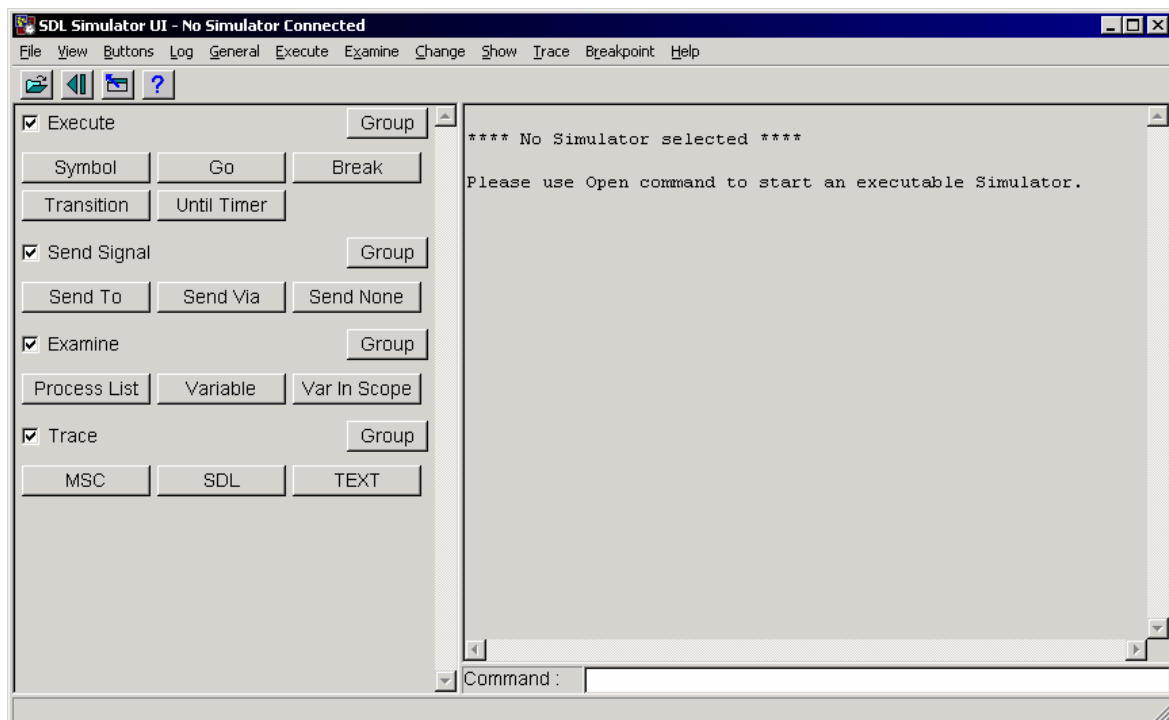 SDL Simulator UI - No Simulator Connected
File View Buttons Log General Execute Examine Change Show Trace Breakpoint Help
?
Execute Group
Symbol Go Break
Transition Until Timer
Send Signal Group
Send To Send Via Send None
Examine Group
Process List Variable Var In Scope
Trace Group
MSC SDL TEXT
**** No Simulator selected ****
Please use Open command to start an executable Simulator.
Command :